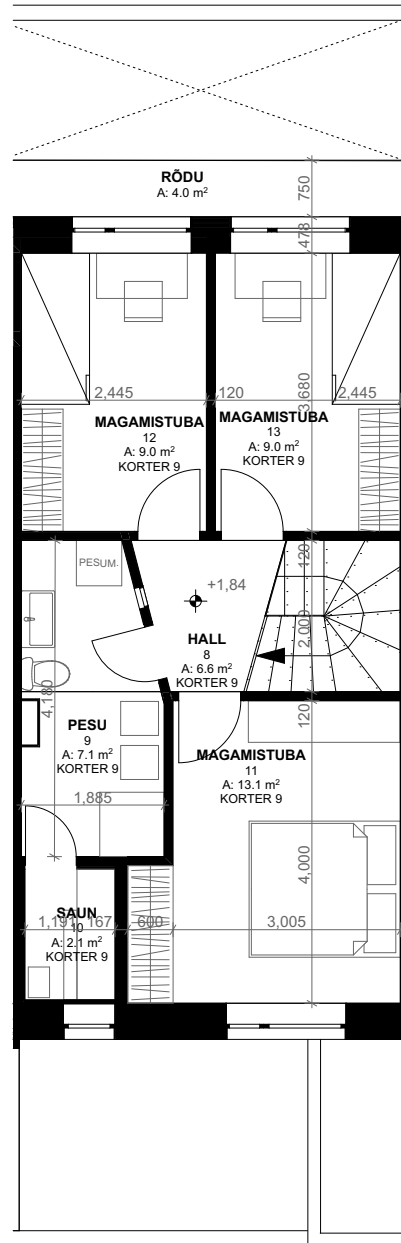 RÕDU
A: 4.0 m²
750
478
3,680
2,445
120
2,445
MAGAMISTUBA
12
A: 9.0 m²
KORTER 9
MAGAMISTUBA
13
A: 9.0 m²
KORTER 9
120
PESUM.
+1,84
2,000
HALL
8
A: 6.6 m²
KORTER 9
4,180
120
PESU
9
A: 7.1 m²
KORTER 9
MAGAMISTUBA
11
A: 13.1 m²
KORTER 9
1,885
4,000
SAUN
10
A: 2.1 m²
KORTER 9
1,191
167
600
3,005